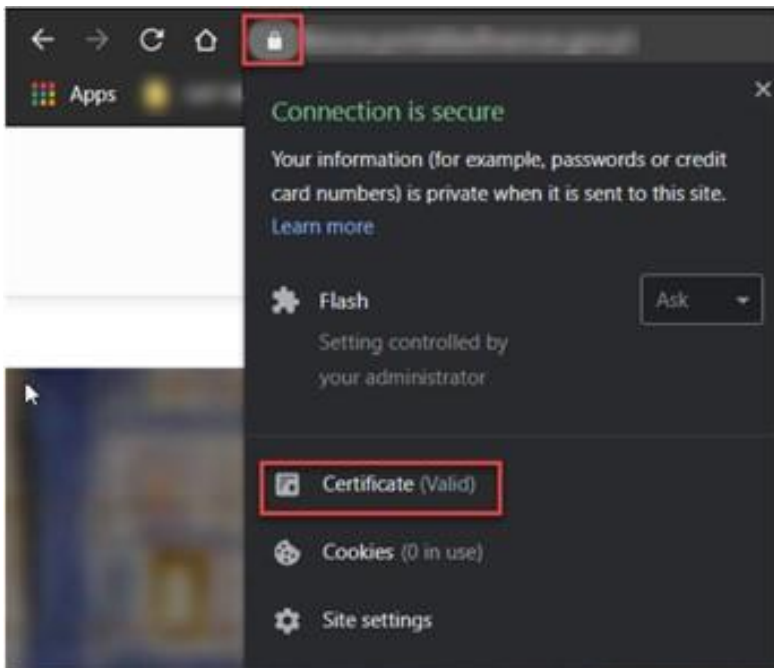 Apps
Connection is secure
Your information (for example, passwords or credit
card numbers) is private when it is sent to this site.
Learn more
Flash
Ask
Setting controlled by
your administrator
Certificate (Valid)
Cookies (0 in use)
Site settings